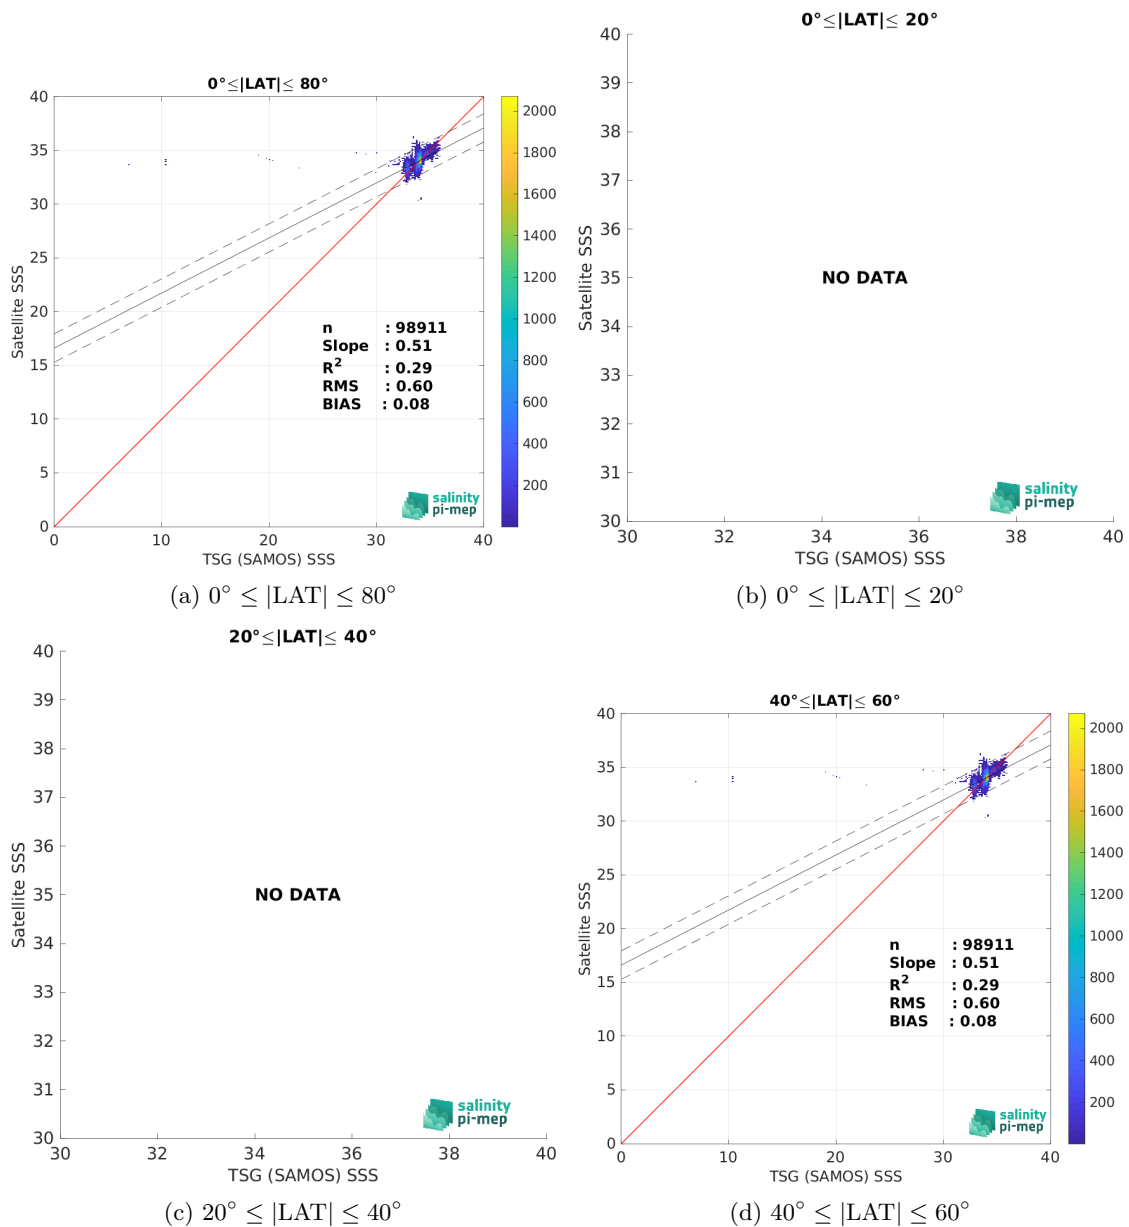 0°≤|LAT|≤ 80°
40
35
30
25
20
15
10
5
0
Satellite SSS
0 10 20 30 40
TSG (SAMOS) SSS
n : 98911
Slope : 0.51
R² : 0.29
RMS : 0.60
BIAS : 0.08
salinity
pi-mep
2000
1800
1600
1400
1200
1000
800
600
400
200
(a) 0° ≤ |LAT| ≤ 80°
0°≤|LAT|≤ 20°
40
39
38
37
36
35
34
33
32
31
30
Satellite SSS
NO DATA
salinity
pi-mep
30 32 34 36 38 40
TSG (SAMOS) SSS
(b) 0° ≤ |LAT| ≤ 20°
20°≤|LAT|≤ 40°
40
39
38
37
36
35
34
33
32
31
30
Satellite SSS
NO DATA
salinity
pi-mep
30 32 34 36 38 40
TSG (SAMOS) SSS
(c) 20° ≤ |LAT| ≤ 40°
40°≤|LAT|≤ 60°
40
35
30
25
20
15
10
5
0
Satellite SSS
0 10 20 30 40
TSG (SAMOS) SSS
n : 98911
Slope : 0.51
R² : 0.29
RMS : 0.60
BIAS : 0.08
salinity
pi-mep
2000
1800
1600
1400
1200
1000
800
600
400
200
(d) 40° ≤ |LAT| ≤ 60°